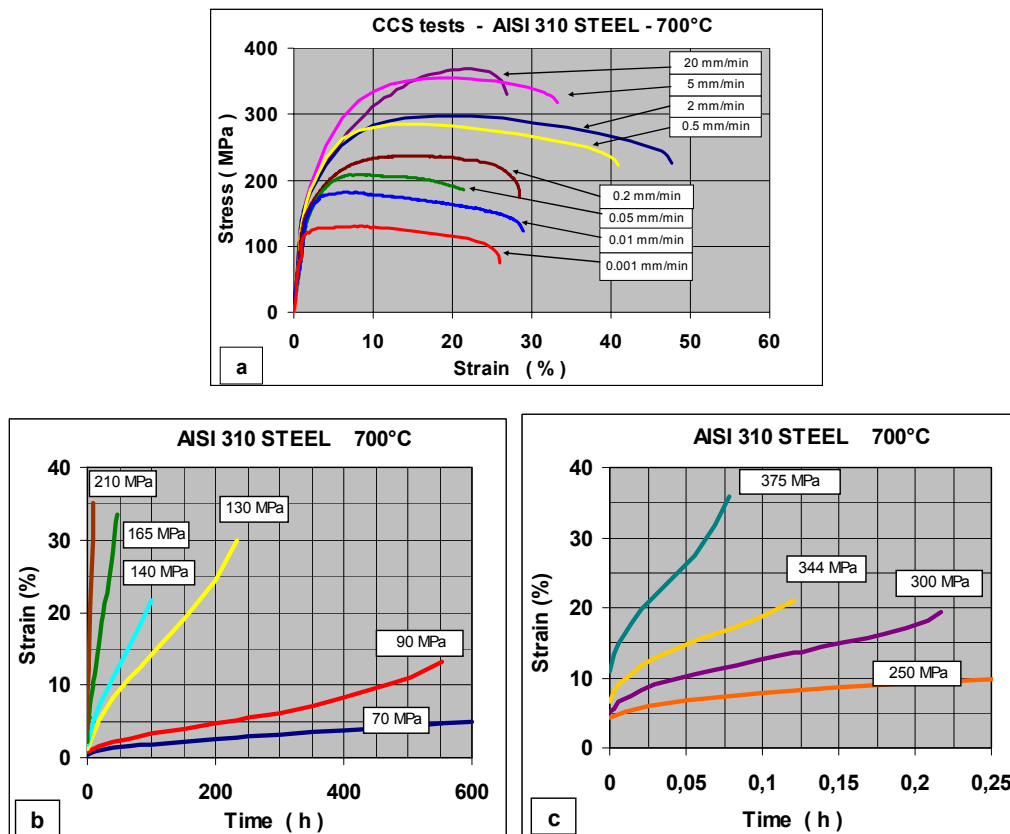 CCS tests - AISI 310 STEEL - 700°C
400
300
200
100
0
Stress ( MPa)
0 10 20 30 40 50 60
Strain ( % )
20 mm/min
5 mm/min
2 mm/min
0.5 mm/min
0.2 mm/min
0.05 mm/min
0.01 mm/min
0.001 mm/min
a
AISI 310 STEEL 700°C
40
30
20
10
0
Strain (%)
210 MPa
165 MPa
140 MPa
130 MPa
90 MPa
70 MPa
0 200 400 600
Time ( h )
b
AISI 310 STEEL 700°C
40
30
20
10
0
Strain (%)
375 MPa
344 MPa
300 MPa
250 MPa
0 0,05 0,1 0,15 0,2 0,25
Time ( h )
c